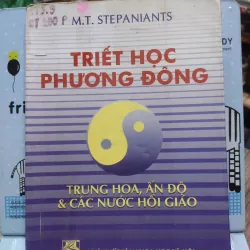 M.T. STEPANIANTS
TRIẾT HỌC
PHƯƠNG ĐÔNG
TRUNG HOA, ẤN ĐỘ
& CÁC NƯỚC HỒI GIÁO